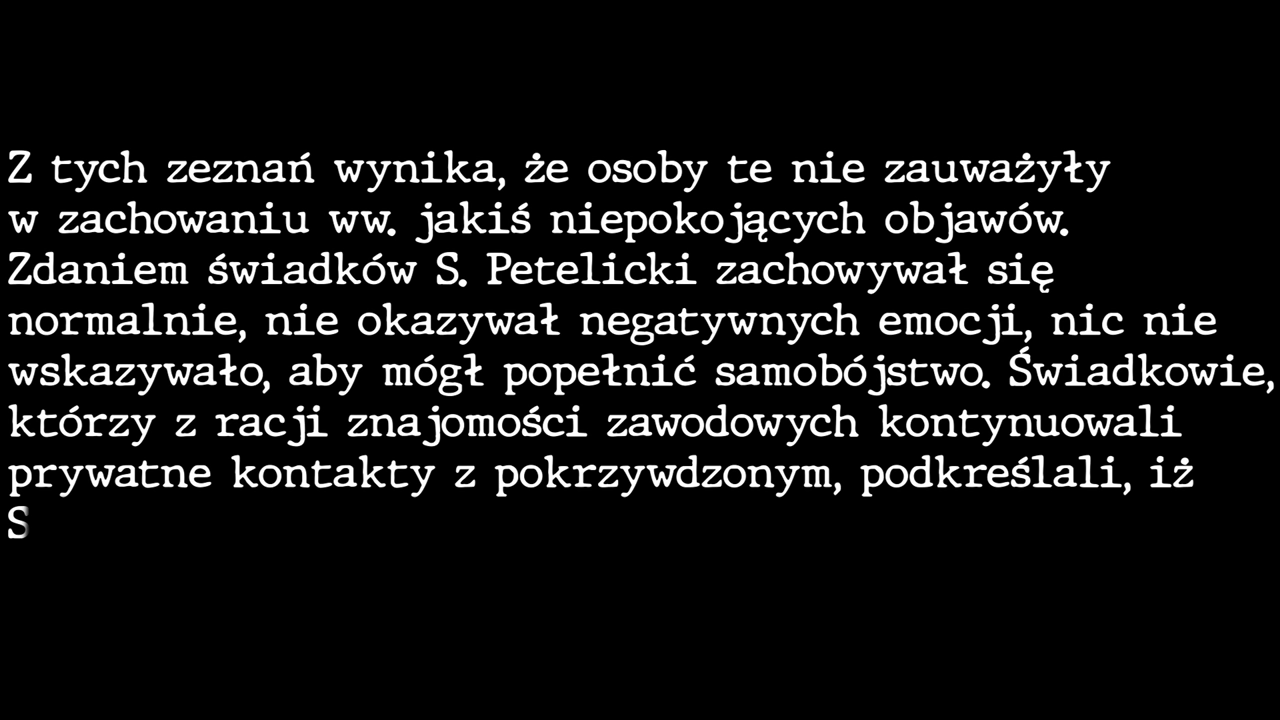 Z tych zeznań wynika, że osoby te nie zauważyły
w zachowaniu ww. jakiś niepokojących objawów.
Zdaniem świadków S. Petelicki zachowywał się
normalnie, nie okazywał negatywnych emocji, nic nie
wskazywało, aby mógł popełnić samobójstwo. Świadkowie,
którzy z racji znajomości zawodowych kontynuowali
prywatne kontakty z pokrzywdzonym, podkreślali, iż
S